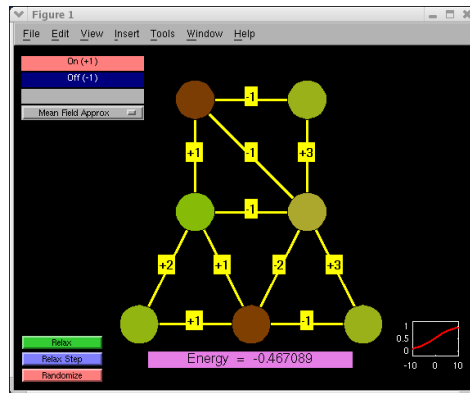 Figure 1
File Edit View Insert Tools Window Help
On (+1)
Off (-1)
Mean Field Approx
-1
+1
-1
+3
-1
+2
+1
-2
+3
+1
-1
Relax
Relax Step
Randomize
Energy = -0.467089
1
0.5
0
-10 0 10